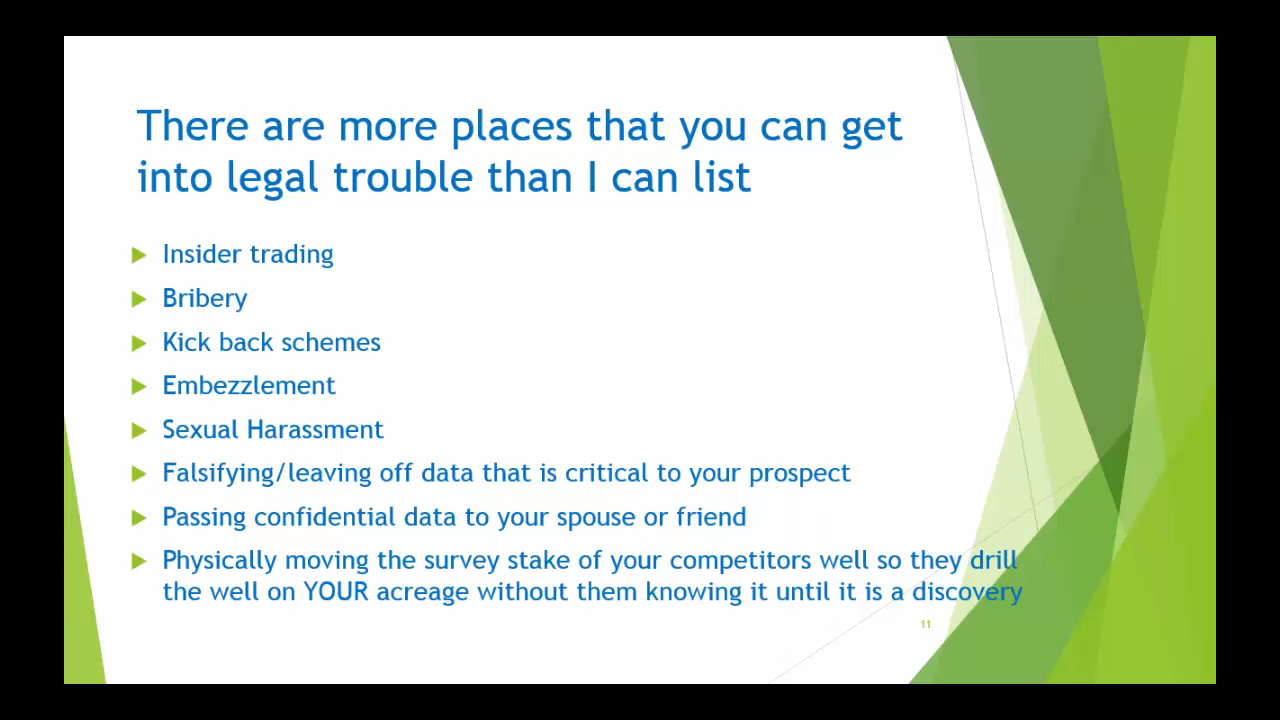 There are more places that you can get
into legal trouble than I can list
Insider trading
Bribery
Kick back schemes
Embezzlement
Sexual Harassment
Falsifying/leaving off data that is critical to your prospect
Passing confidential data to your spouse or friend
Physically moving the survey stake of your competitors well so they drill
the well on YOUR acreage without them knowing it until it is a discovery
11